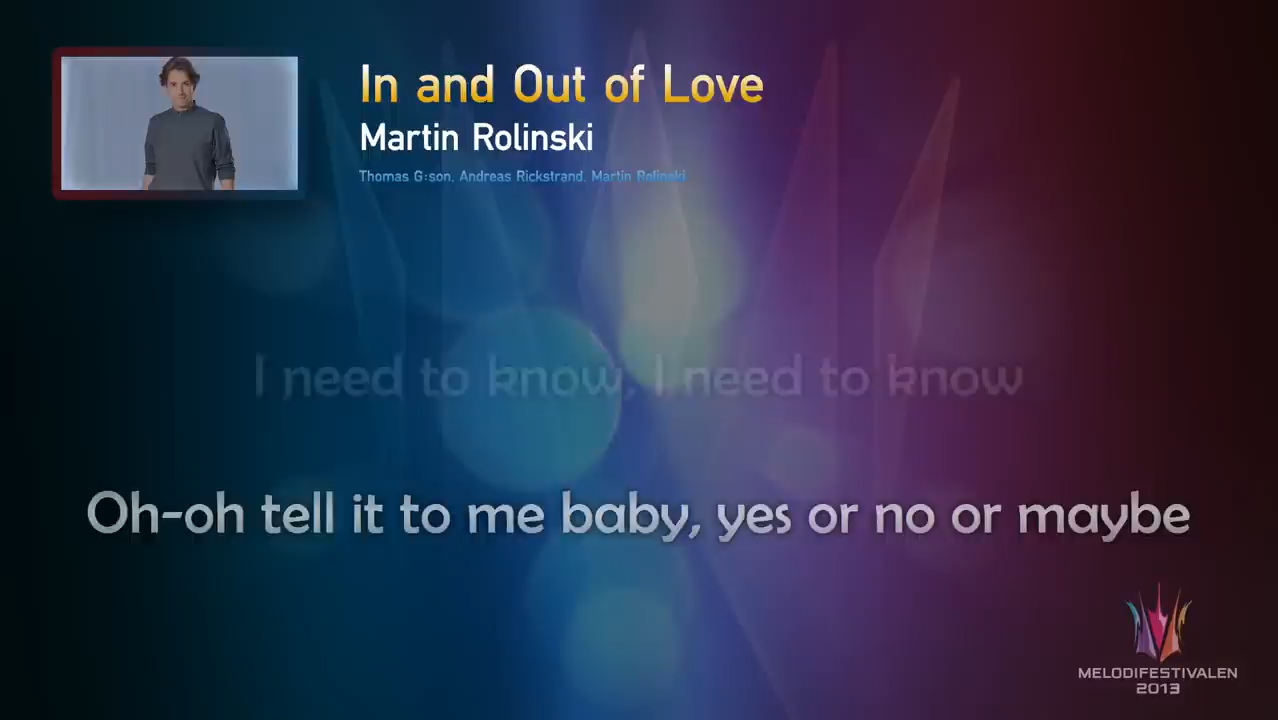 In and Out of Love
Martin Rolinski
Thomas G:son, Andreas Rickstrand, Martin Rolinski
I need to know, I need to know
Oh-oh tell it to me baby, yes or no or maybe
MELODIFESTIVALEN
2013